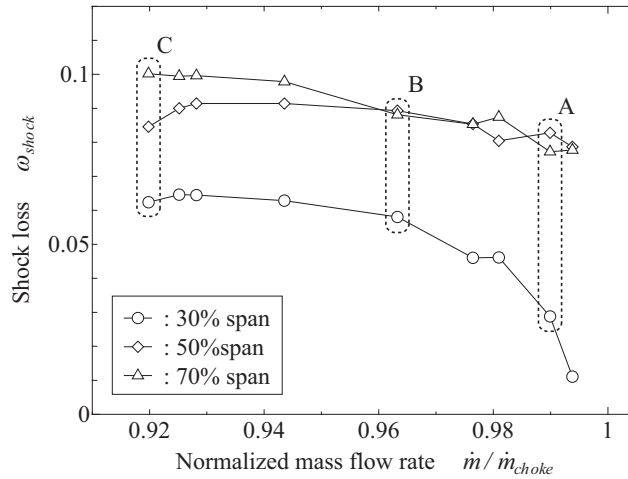 C
B
A
0.1
0.05
0
Shock loss ω_shock
: 30% span
: 50%span
: 70% span
0.92 0.94 0.96 0.98 1
Normalized mass flow rate ṁ/ṁ_choke